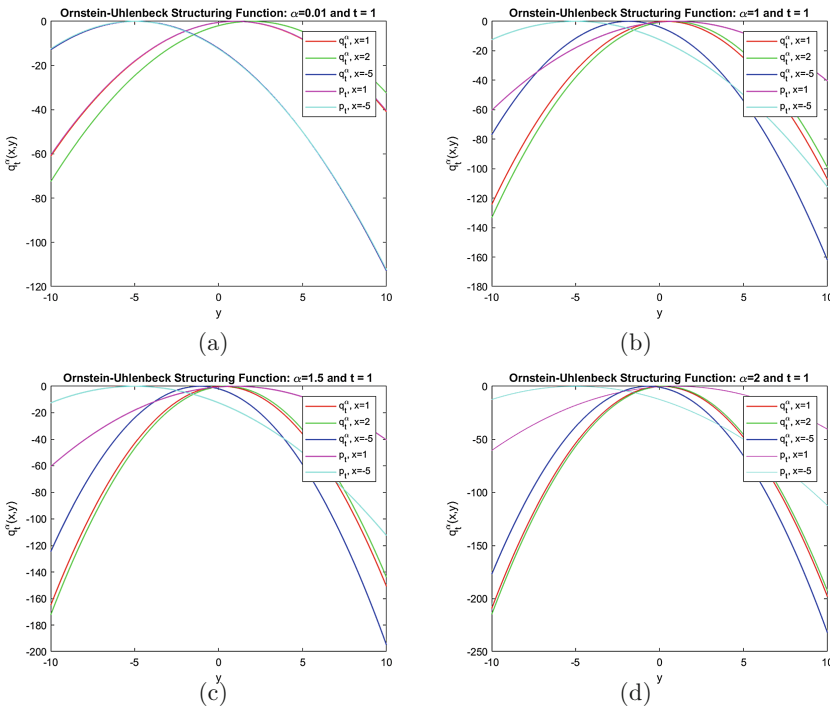 Ornstein-Uhlenbeck Structuring Function: α=0.01 and t = 1
q_t^α(x,y)
0
-20
-40
-60
-80
-100
-120
-10
-5
0
5
10
y
q_t^α, x=1
q_t^α, x=2
q_t^α, x=-5
p_t, x=1
p_t, x=-5
(a)
Ornstein-Uhlenbeck Structuring Function: α=1 and t = 1
q_t^α(x,y)
0
-20
-40
-60
-80
-100
-120
-140
-160
-180
-10
-5
0
5
10
y
q_t^α, x=1
q_t^α, x=2
q_t^α, x=-5
p_t, x=1
p_t, x=-5
(b)
Ornstein-Uhlenbeck Structuring Function: α=1.5 and t = 1
q_t^α(x,y)
0
-20
-40
-60
-80
-100
-120
-140
-160
-180
-200
-10
-5
0
5
10
y
q_t^α, x=1
q_t^α, x=2
q_t^α, x=-5
p_t, x=1
p_t, x=-5
(c)
Ornstein-Uhlenbeck Structuring Function: α=2 and t = 1
q_t^α(x,y)
0
-50
-100
-150
-200
-250
-10
-5
0
5
10
y
q_t^α, x=1
q_t^α, x=2
q_t^α, x=-5
p_t, x=1
p_t, x=-5
(d)